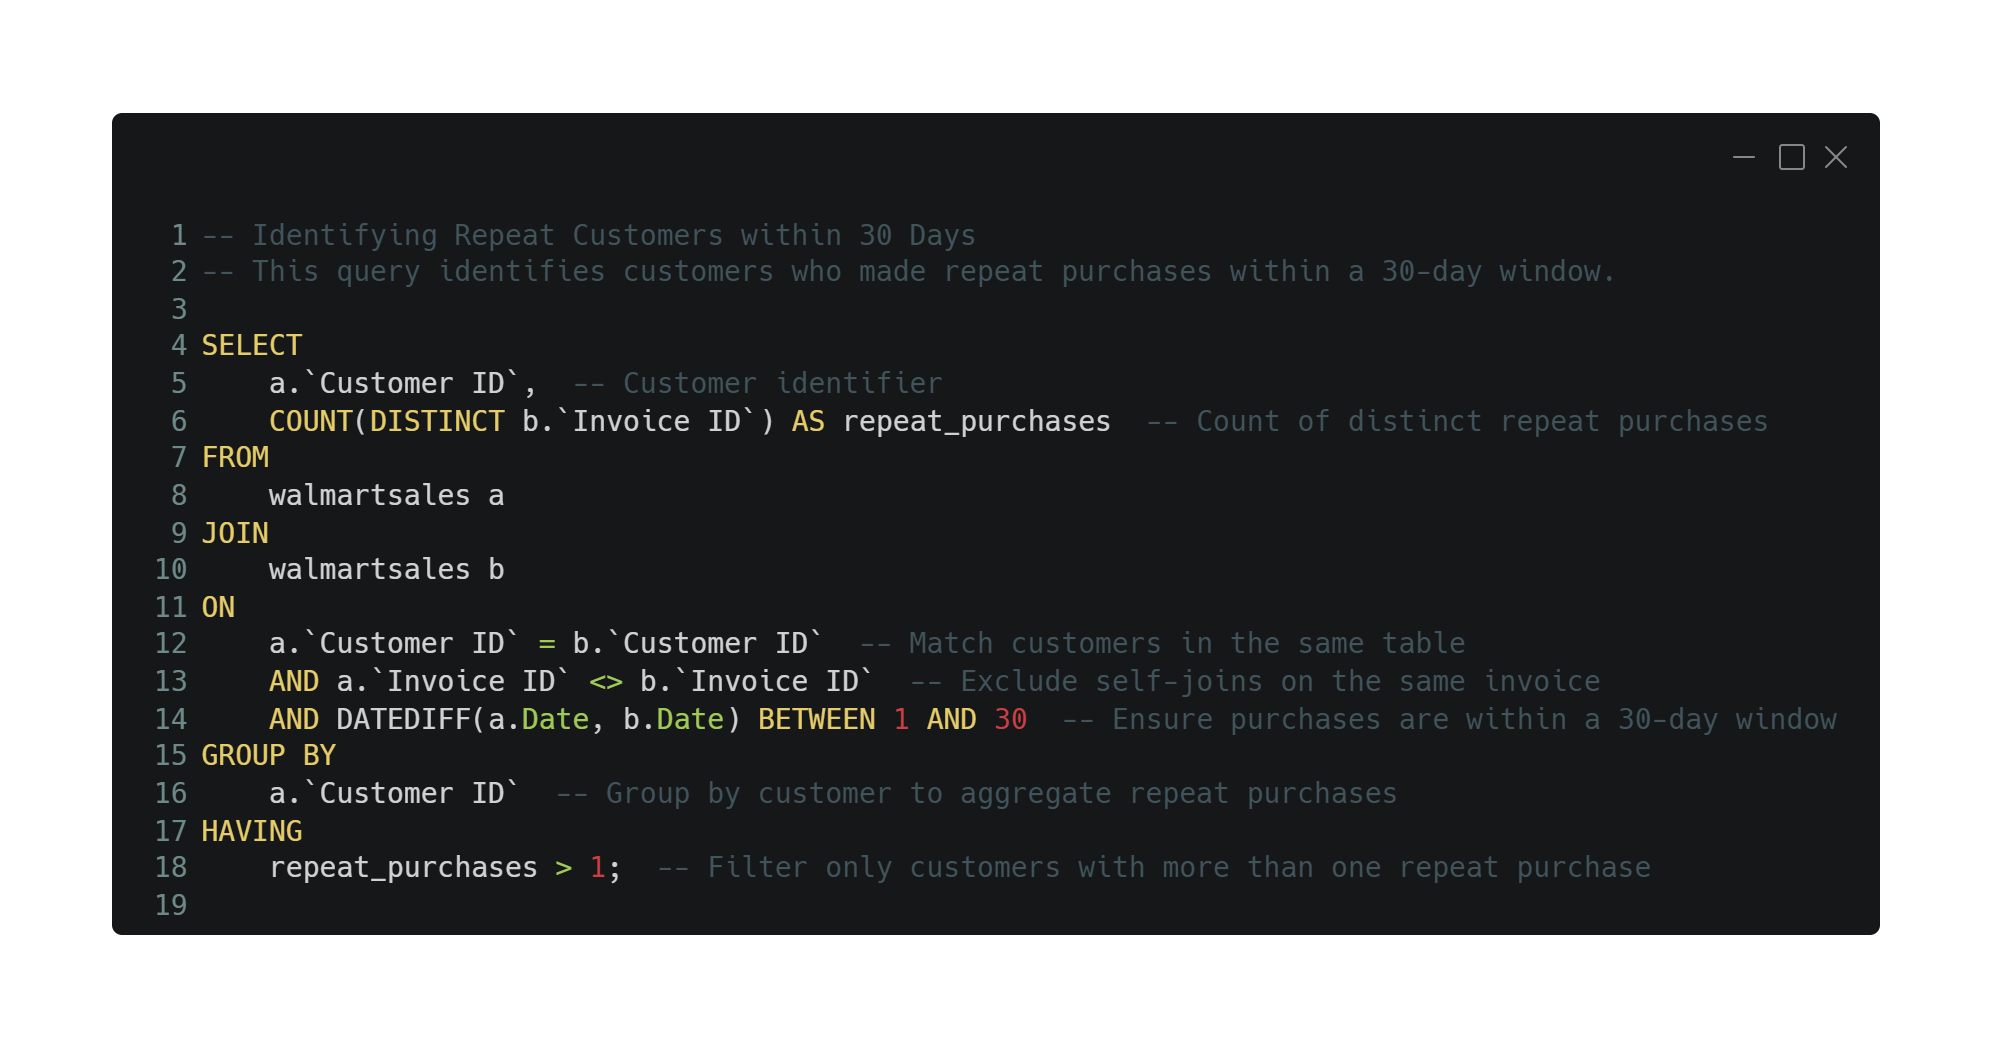 1 -- Identifying Repeat Customers within 30 Days
2 -- This query identifies customers who made repeat purchases within a 30-day window.
3
4 SELECT
5     a.`Customer ID`,  -- Customer identifier
6     COUNT(DISTINCT b.`Invoice ID`) AS repeat_purchases  -- Count of distinct repeat purchases
7 FROM
8     walmartsales a
9 JOIN
10     walmartsales b
11 ON
12     a.`Customer ID` = b.`Customer ID`  -- Match customers in the same table
13     AND a.`Invoice ID` <> b.`Invoice ID`  -- Exclude self-joins on the same invoice
14     AND DATEDIFF(a.Date, b.Date) BETWEEN 1 AND 30  -- Ensure purchases are within a 30-day window
15 GROUP BY
16     a.`Customer ID`  -- Group by customer to aggregate repeat purchases
17 HAVING
18     repeat_purchases > 1;  -- Filter only customers with more than one repeat purchase
19